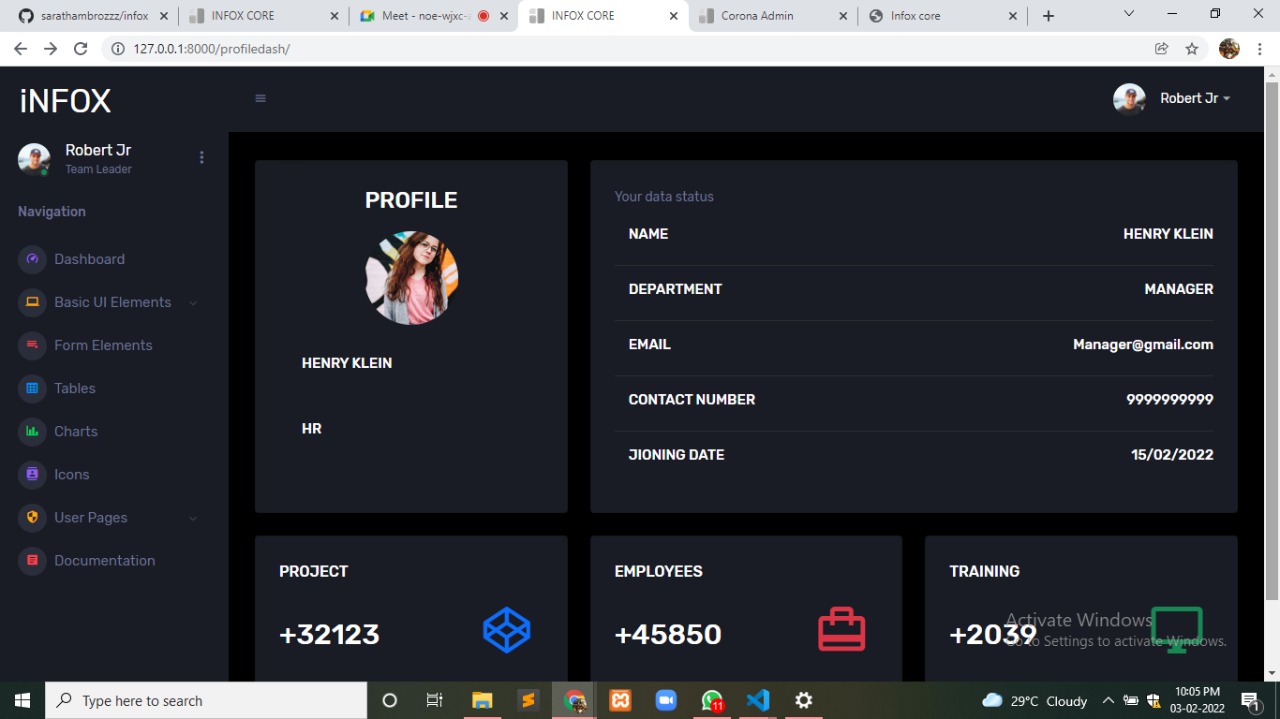 sarathambrozzz/infox
INFOX CORE
Meet - noe-wjxc-
INFOX CORE
Corona Admin
Infox core
127.0.0.1:8000/profiledash/
iNFOX
Robert Jr
Robert Jr
Team Leader
Navigation
Dashboard
Basic UI Elements
Form Elements
Tables
Charts
Icons
User Pages
Documentation
PROFILE
HENRY KLEIN
HR
Your data status
NAME HENRY KLEIN
DEPARTMENT MANAGER
EMAIL Manager@gmail.com
CONTACT NUMBER 9999999999
JIONING DATE 15/02/2022
PROJECT
+32123
EMPLOYEES
+45850
TRAINING
+2039
Activate Windows
Go to Settings to activate Windows.
Type here to search
11
29°C Cloudy
10:05 PM
03-02-2022
1